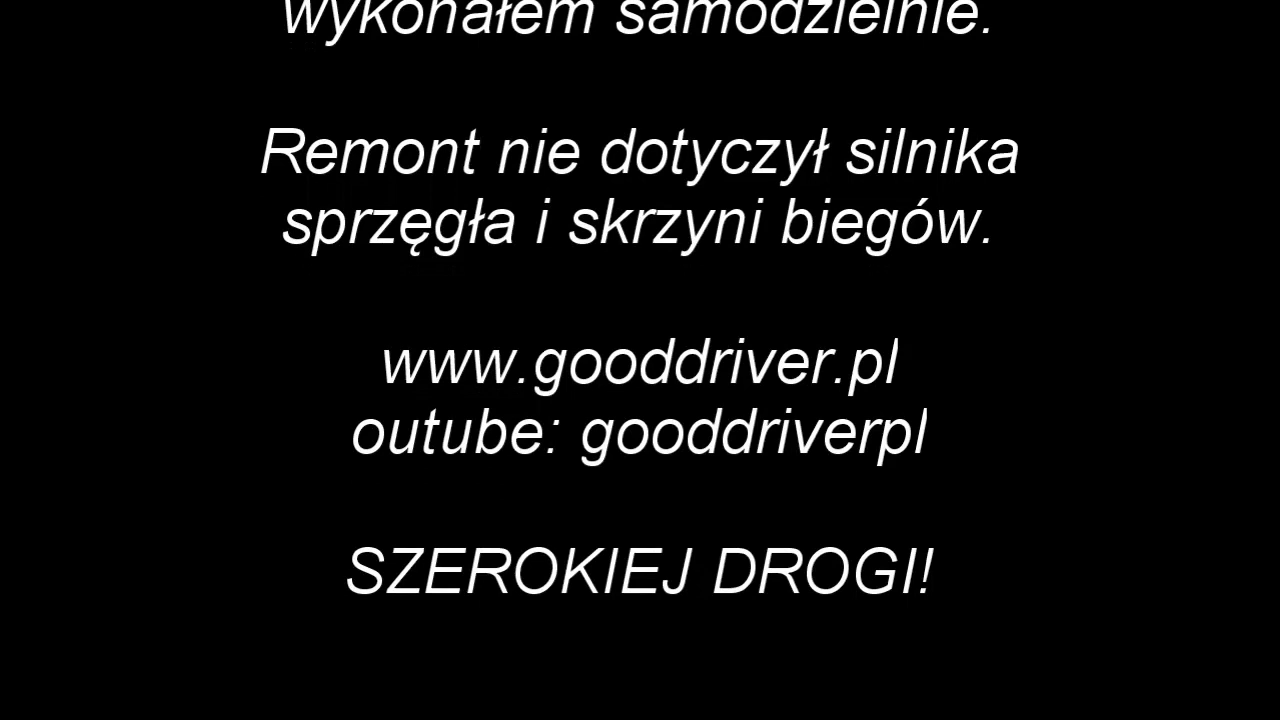 wykonałem samodzielnie.
Remont nie dotyczył silnika
sprzęgła i skrzyni biegów.
www.gooddriver.pl
outube: gooddriverpl
SZEROKIEJ DROGI!